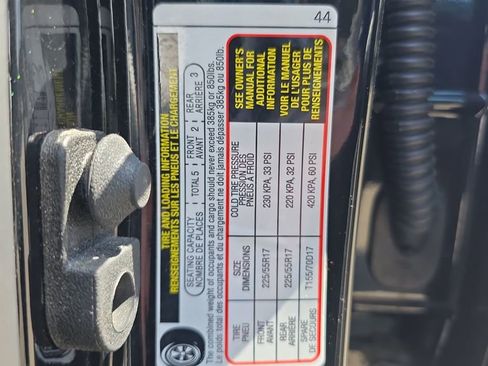 44
TIRE AND LOADING INFORMATION
RENSEIGNEMENTS SUR LES PNEUS ET LE CHARGEMENT
SEATING CAPACITY | TOTAL 5 | FRONT 2 | REAR 3
NOMBRE DE PLACES | AVANT | ARRIÈRE
The combined weight of occupants and cargo should never exceed 385kg or 850lbs.
Le poids total des occupants et du chargement ne doit jamais dépasser 385kg ou 850lb.
TIRE SIZE COLD TIRE PRESSURE
PNEU DIMENSIONS PRESSION DES PNEUS À FROID
FRONT AVANT 225/55R17 230 KPA, 33 PSI
REAR ARRIÈRE 225/55R17 220 KPA, 32 PSI
SPARE DE SECOURS T155/70D17 420 KPA, 60 PSI
SEE OWNER'S
MANUAL FOR
ADDITIONAL
INFORMATION
VOIR LE MANUEL
DE L'USAGER
POUR PLUS DE
RENSEIGNEMENTS